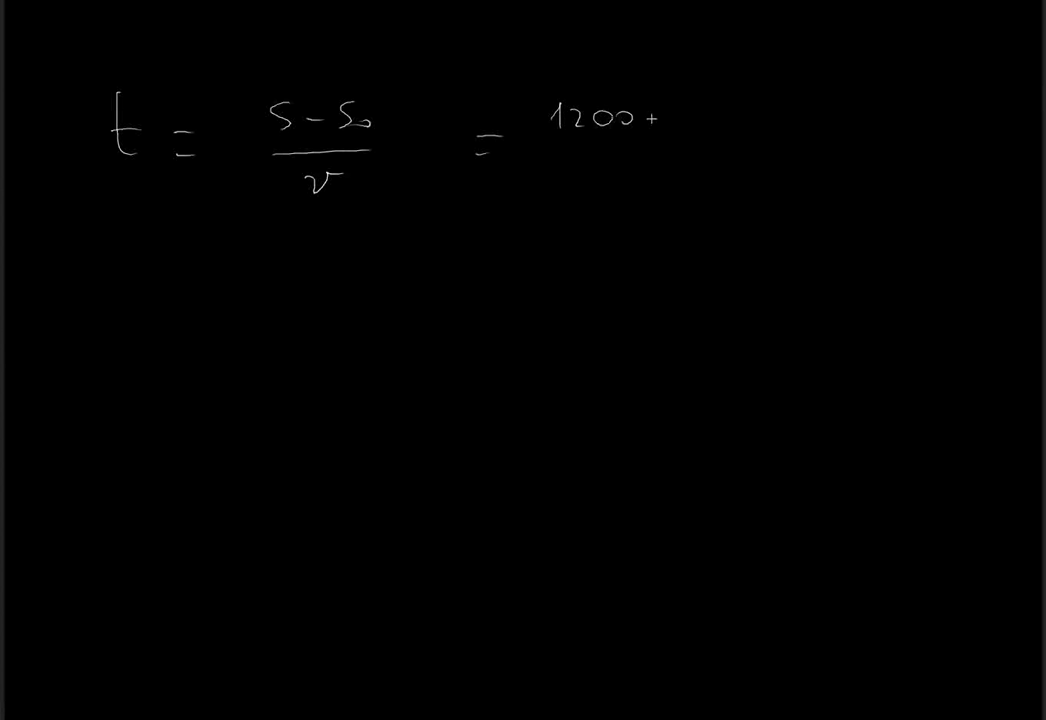 t = (s - s₀) / v = 1200 +